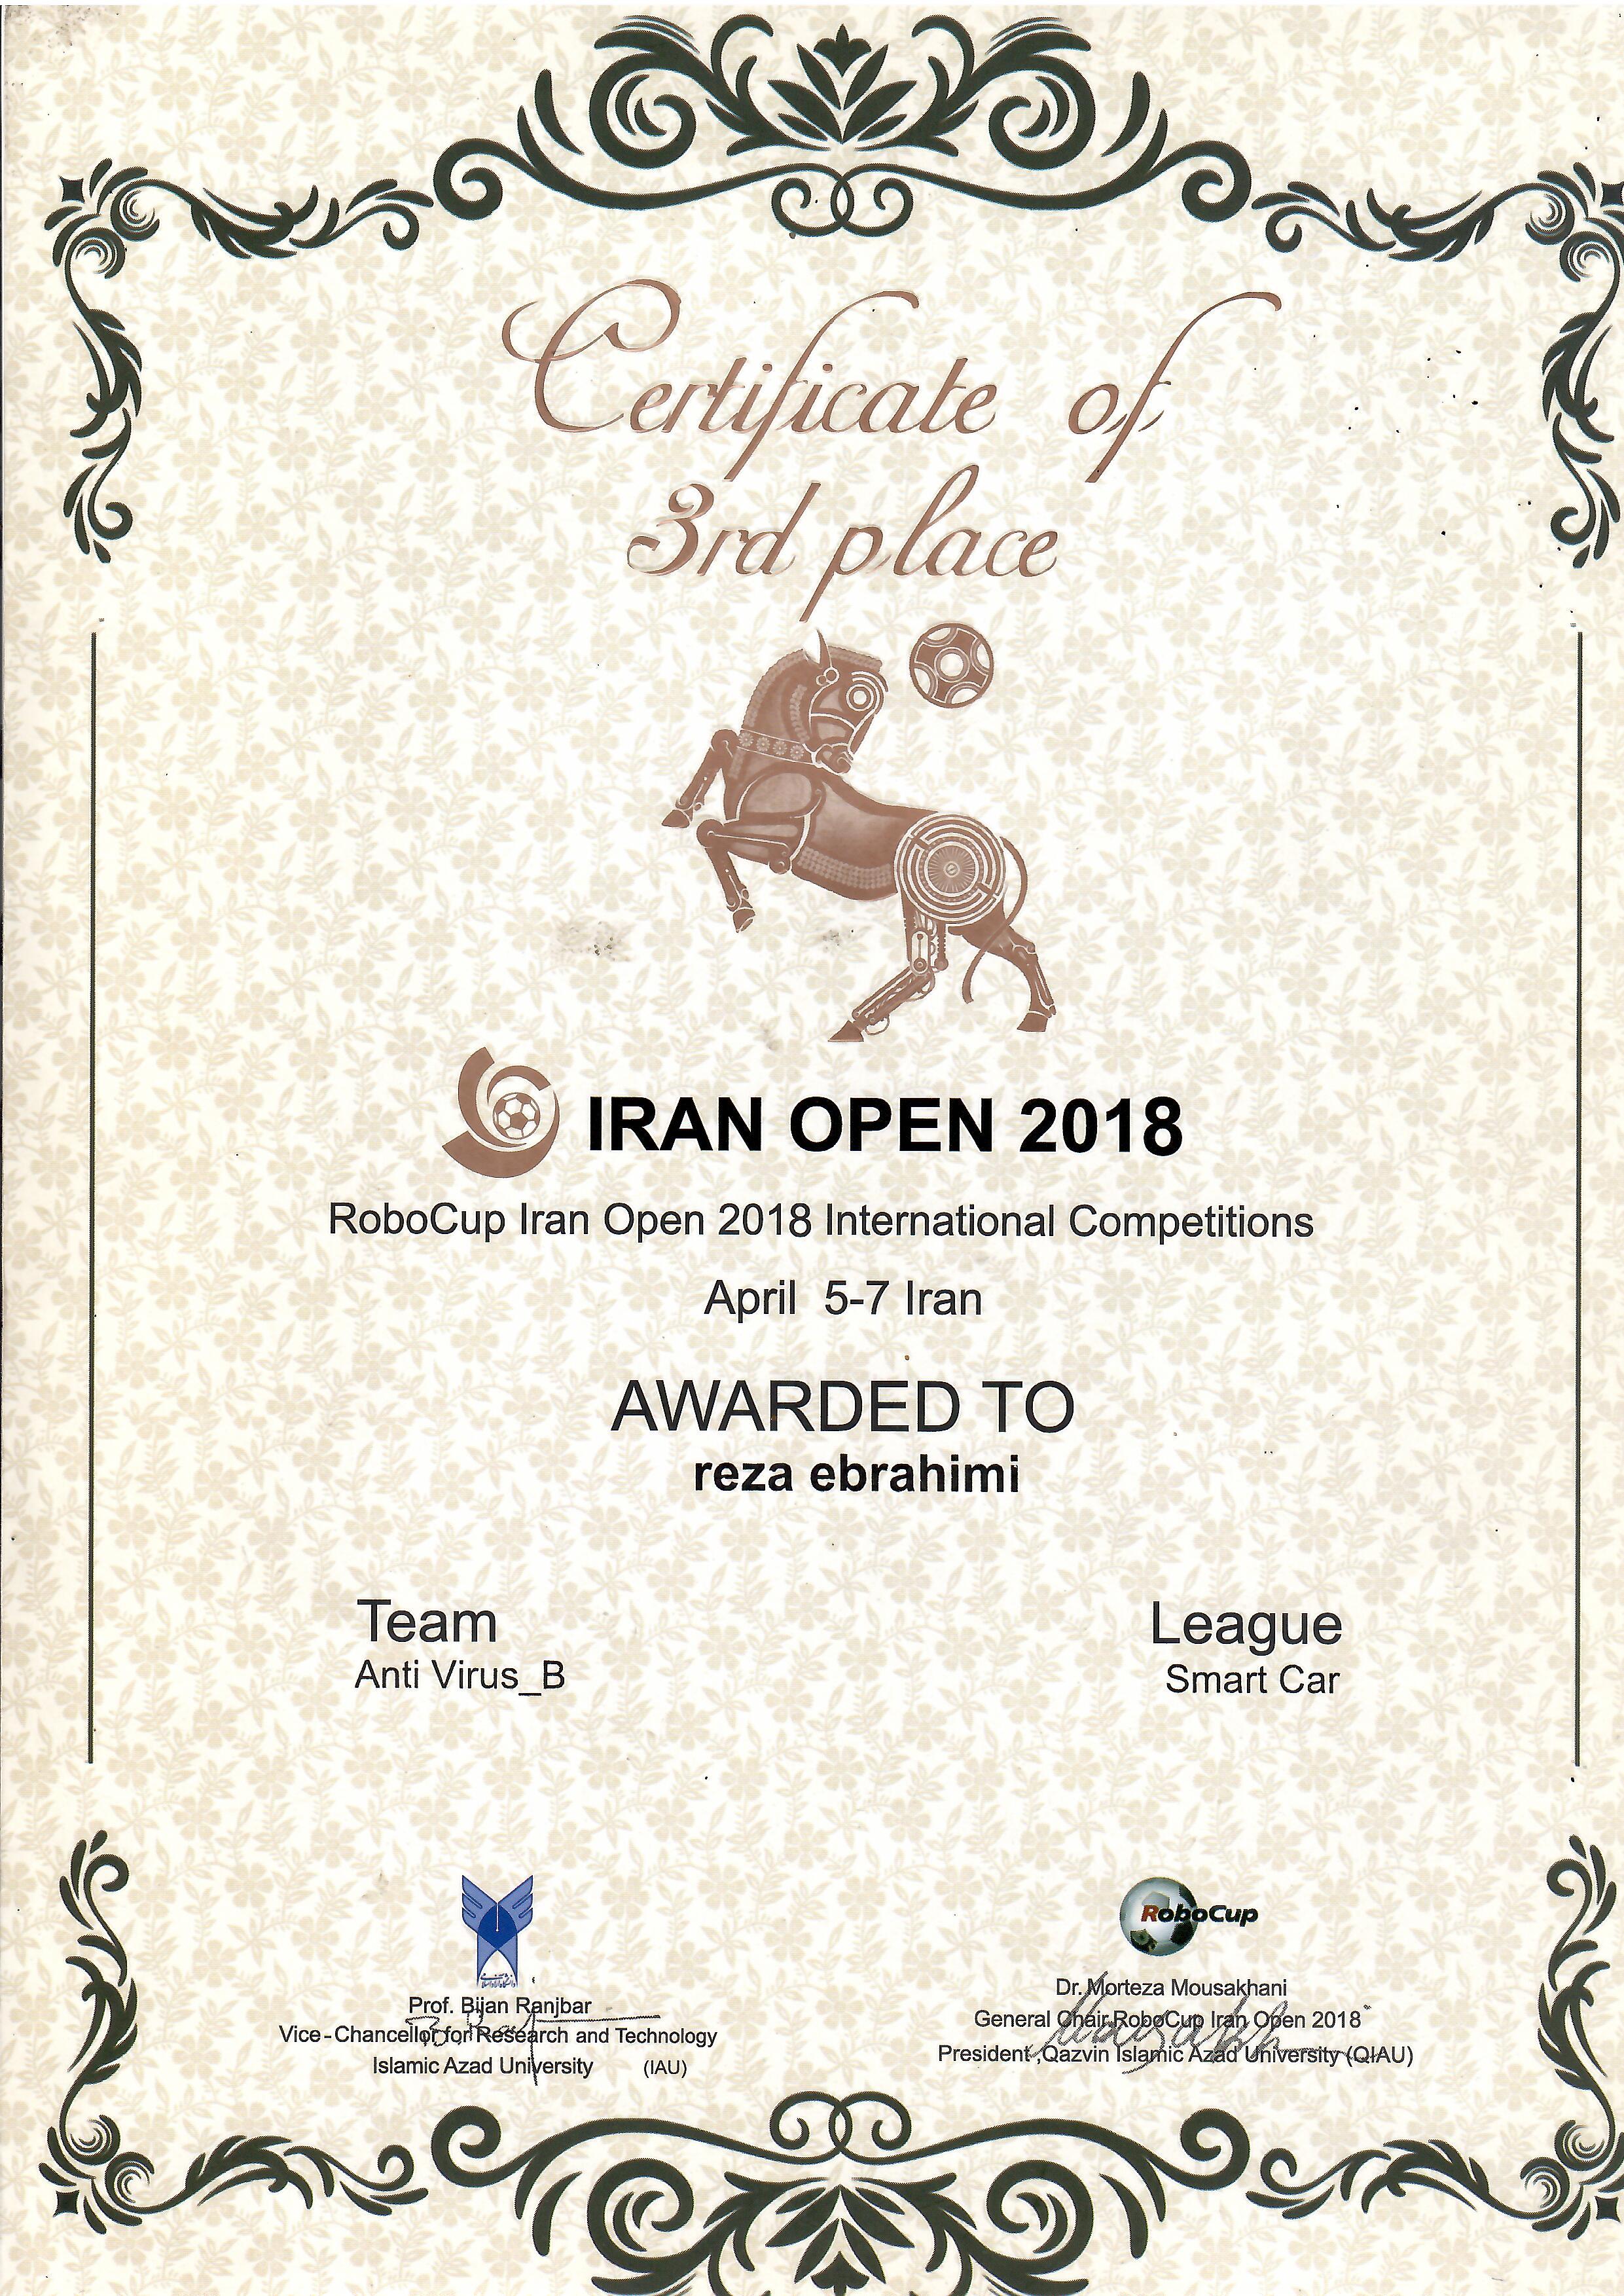 Certificate of
3rd place
IRAN OPEN 2018
RoboCup Iran Open 2018 International Competitions
April 5-7 Iran
AWARDED TO
reza ebrahimi
Team
Anti Virus_B
League
Smart Car
Prof. Bijan Ranjbar
Vice-Chancellor for Research and Technology
Islamic Azad University (IAU)
RoboCup
Dr. Morteza Mousakhani
General Chair RoboCup Iran Open 2018
President ,Qazvin Islamic Azad University (QIAU)